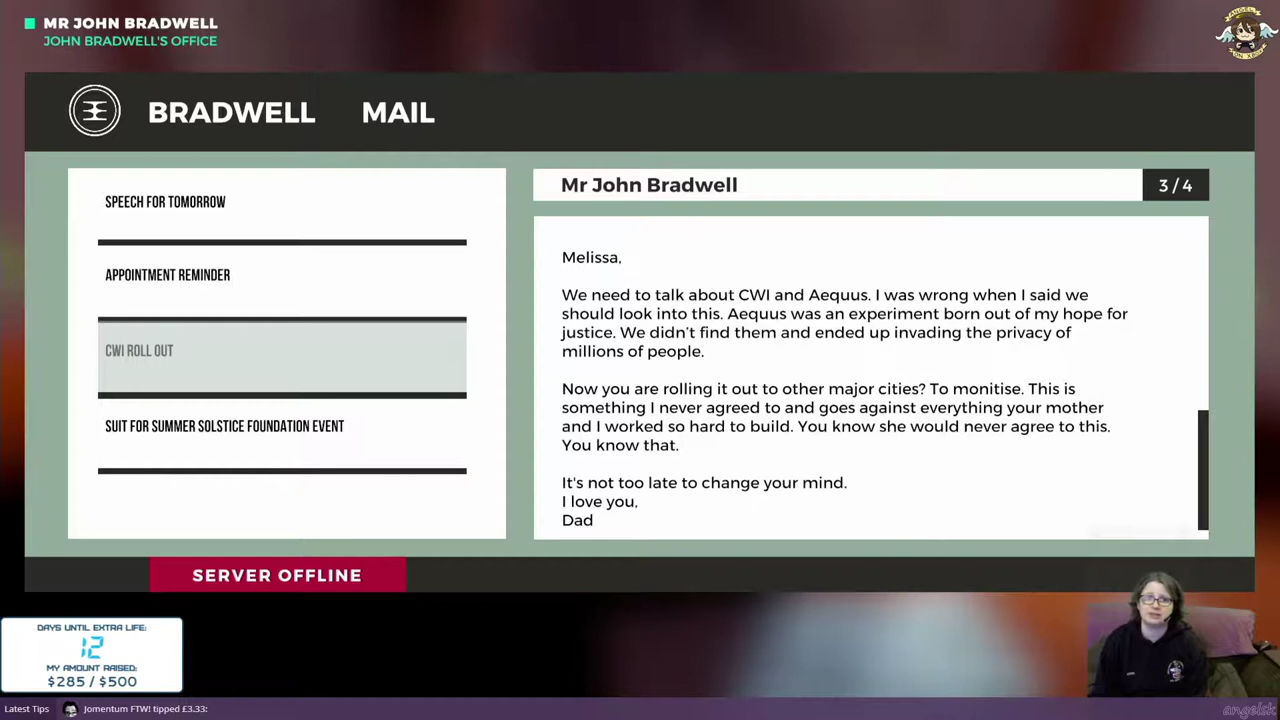 MR JOHN BRADWELL
JOHN BRADWELL'S OFFICE
ANGEL
ON XBOX
BRADWELL MAIL
SPEECH FOR TOMORROW
APPOINTMENT REMINDER
CWI ROLL OUT
SUIT FOR SUMMER SOLSTICE FOUNDATION EVENT
Mr John Bradwell
3 / 4
Melissa,
We need to talk about CWI and Aequus. I was wrong when I said we
should look into this. Aequus was an experiment born out of my hope for
justice. We didn't find them and ended up invading the privacy of
millions of people.
Now you are rolling it out to other major cities? To monitise. This is
something I never agreed to and goes against everything your mother
and I worked so hard to build. You know she would never agree to this.
You know that.
It's not too late to change your mind.
I love you,
Dad
SERVER OFFLINE
DAYS UNTIL EXTRA LIFE:
12
MY AMOUNT RAISED:
$285 / $500
Latest Tips
Jomentum FTW! tipped £3.33:
angelsk